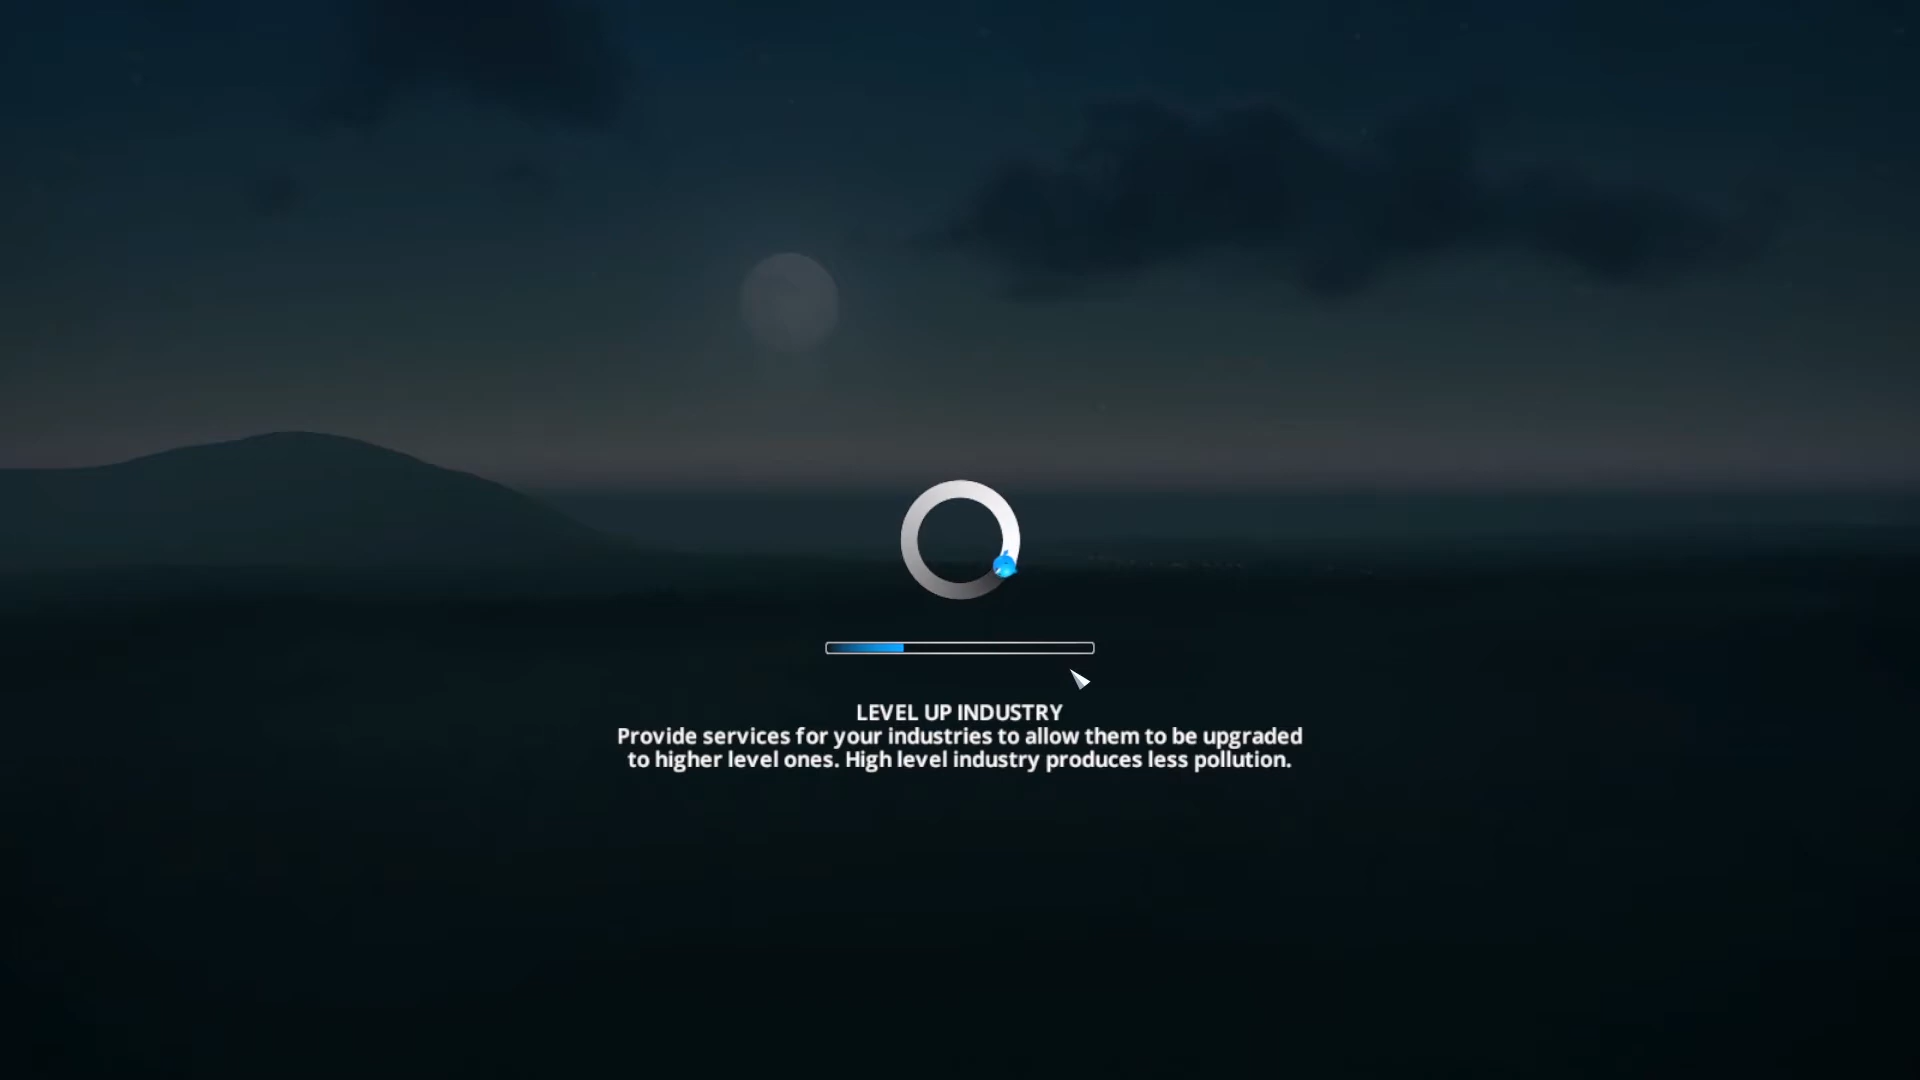 LEVEL UP INDUSTRY
Provide services for your industries to allow them to be upgraded
to higher level ones. High level industry produces less pollution.